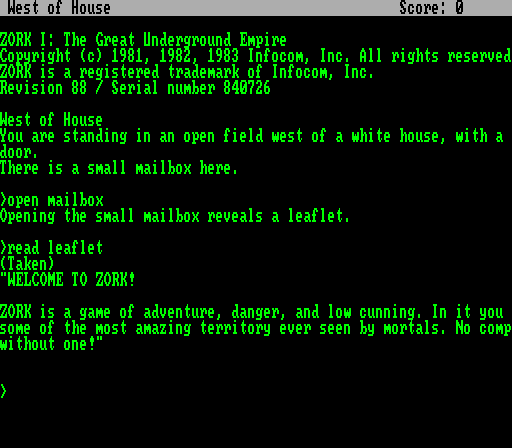 West of House Score: 0
ZORK I: The Great Underground Empire
Copyright (c) 1981, 1982, 1983 Infocom, Inc. All rights reserved
ZORK is a registered trademark of Infocom, Inc.
Revision 88 / Serial number 840726
West of House
You are standing in an open field west of a white house, with a
door.
There is a small mailbox here.
>open mailbox
Opening the small mailbox reveals a leaflet.
>read leaflet
(Taken)
"WELCOME TO ZORK!
ZORK is a game of adventure, danger, and low cunning. In it you
some of the most amazing territory ever seen by mortals. No comp
without one!"
>